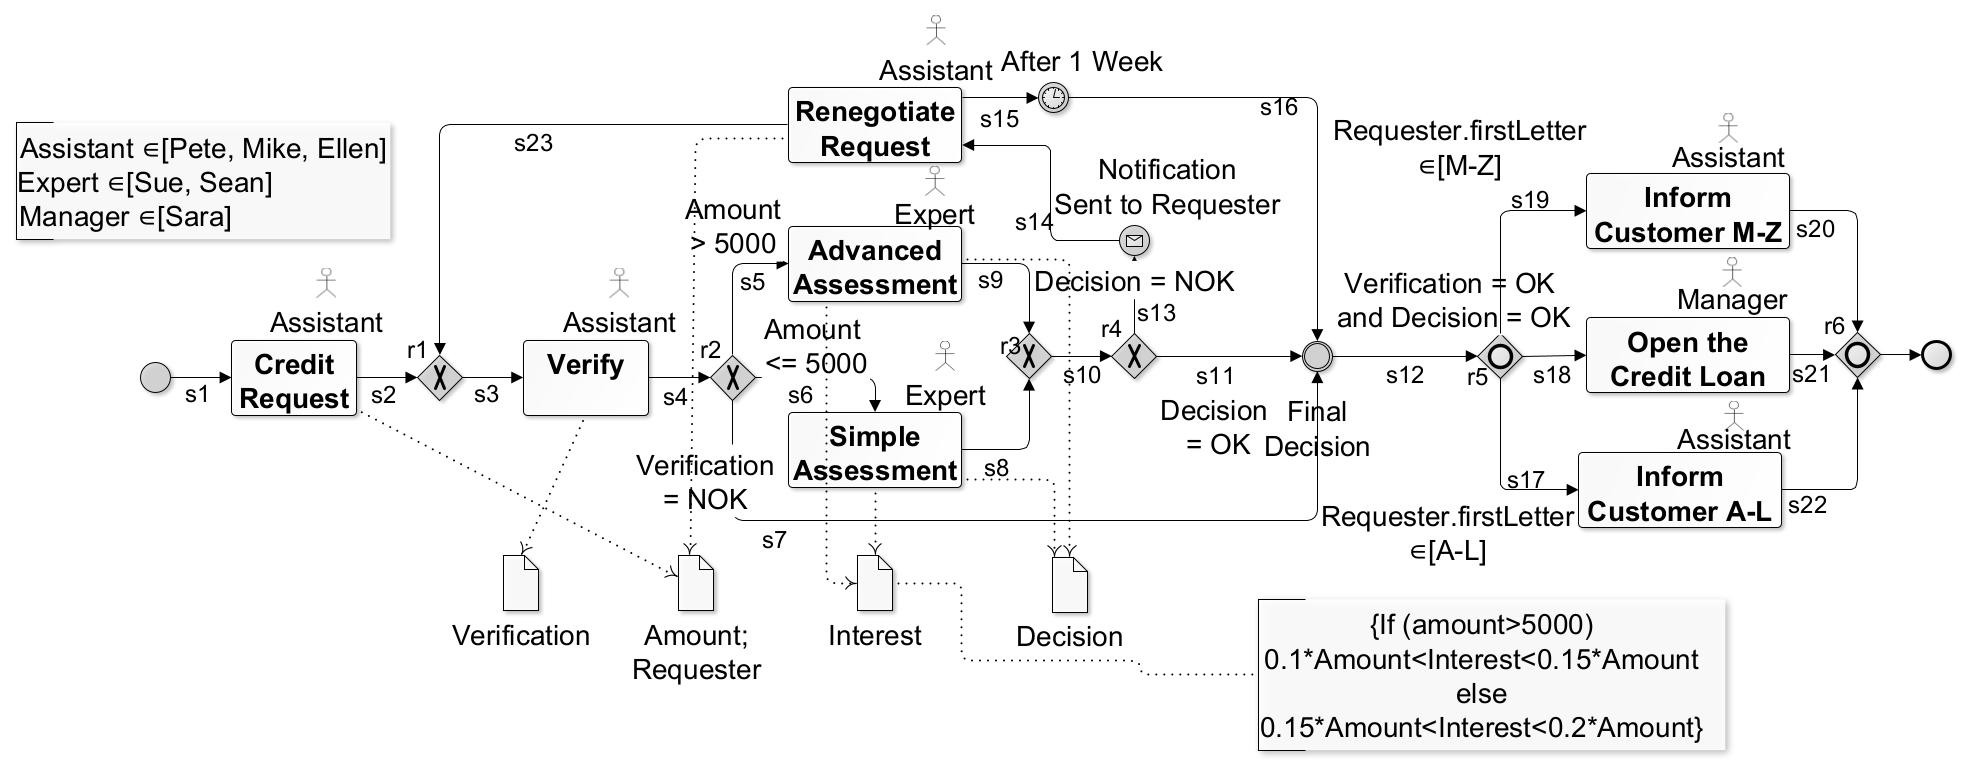 Assistant
After 1 Week
Renegotiate
Request
s15
s16
s23
Assistant ∈[Pete, Mike, Ellen]
Expert ∈[Sue, Sean]
Manager ∈[Sara]
Requester.firstLetter
∈[M-Z]
Assistant
Inform
Customer M-Z
s19
s20
Notification
Sent to Requester
s14
Expert
Amount
> 5000
Advanced
Assessment
s5
s9
Decision = NOK
s13
r4
Verification = OK
and Decision = OK
Manager
Open the
Credit Loan
r6
s21
Assistant
Credit
Request
s1
s2
r1
s3
Assistant
Verify
s4
r2
Amount
<= 5000
s6
Expert
Simple
Assessment
s8
r3
s10
s11
Decision
= OK
Final
Decision
s12
r5
s18
Assistant
Inform
Customer A-L
s17
s22
Requester.firstLetter
∈[A-L]
Verification
= NOK
s7
Verification
Amount;
Requester
Interest
Decision
{If (amount>5000)
0.1*Amount<Interest<0.15*Amount
else
0.15*Amount<Interest<0.2*Amount}